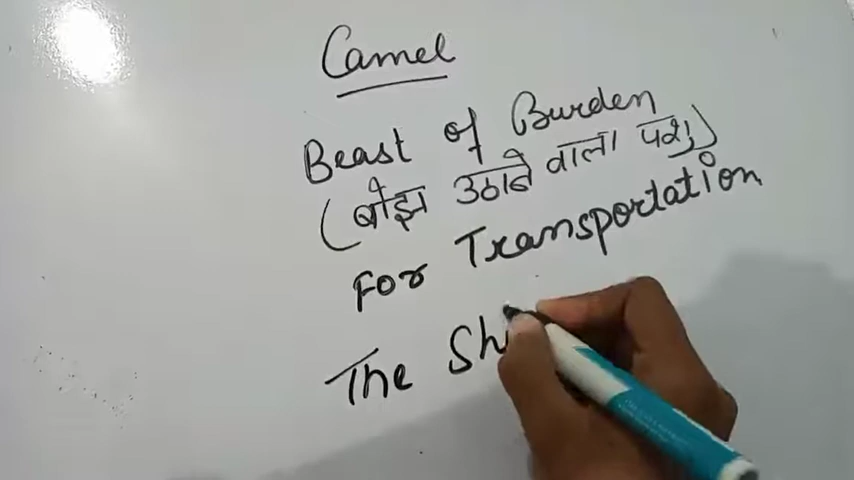 Camel
Beast of Burden
(बोझ उठाने वाला पशु)
For Transportation
The Sh